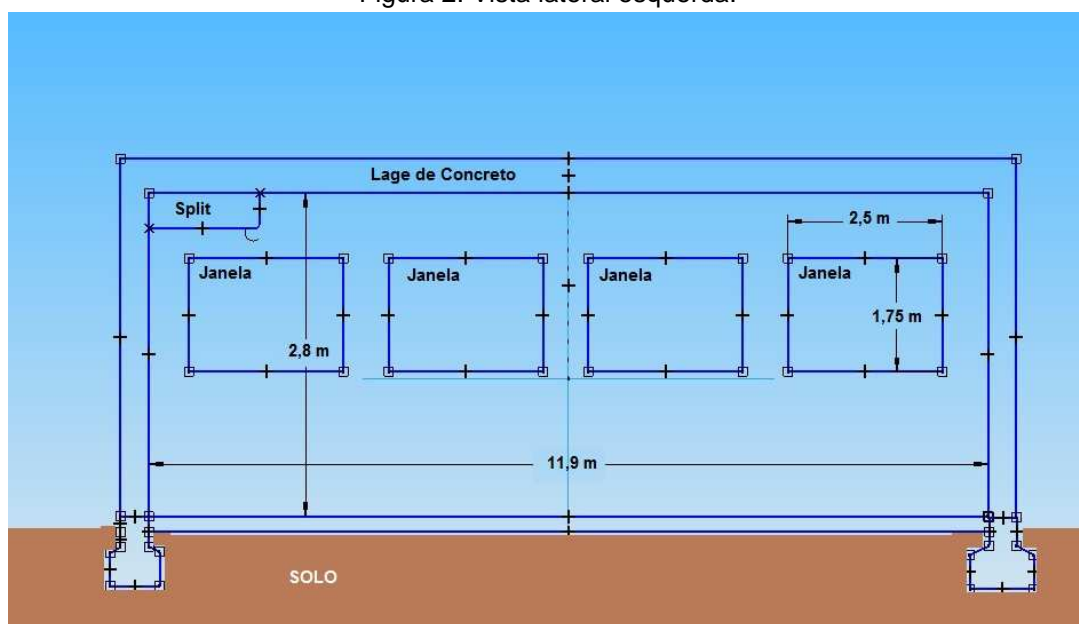 Figura 2. Vista lateral esquerda.
Lage de Concreto
Split
2,5 m
Janela
Janela
Janela
Janela
1,75 m
2,8 m
11,9 m
SOLO